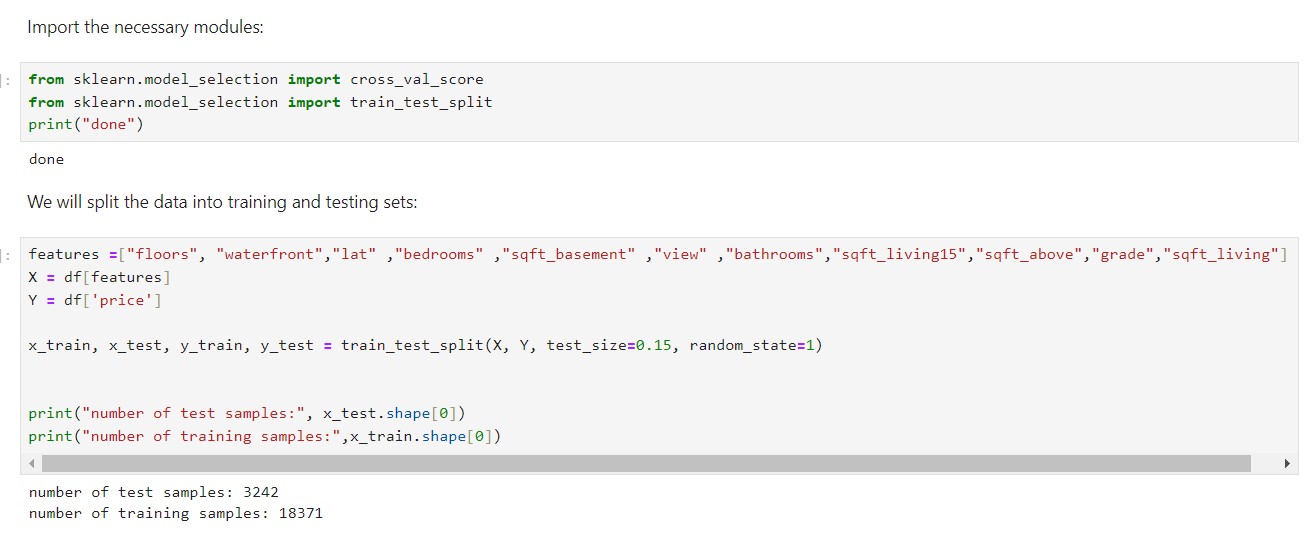 Import the necessary modules:
]:
from sklearn.model_selection import cross_val_score
from sklearn.model_selection import train_test_split
print("done")
done
We will split the data into training and testing sets:
]:
features =["floors", "waterfront","lat" ,"bedrooms" ,"sqft_basement" ,"view" ,"bathrooms","sqft_living15","sqft_above","grade","sqft_living"]
X = df[features]
Y = df['price']
x_train, x_test, y_train, y_test = train_test_split(X, Y, test_size=0.15, random_state=1)
print("number of test samples:", x_test.shape[0])
print("number of training samples:",x_train.shape[0])
number of test samples: 3242
number of training samples: 18371